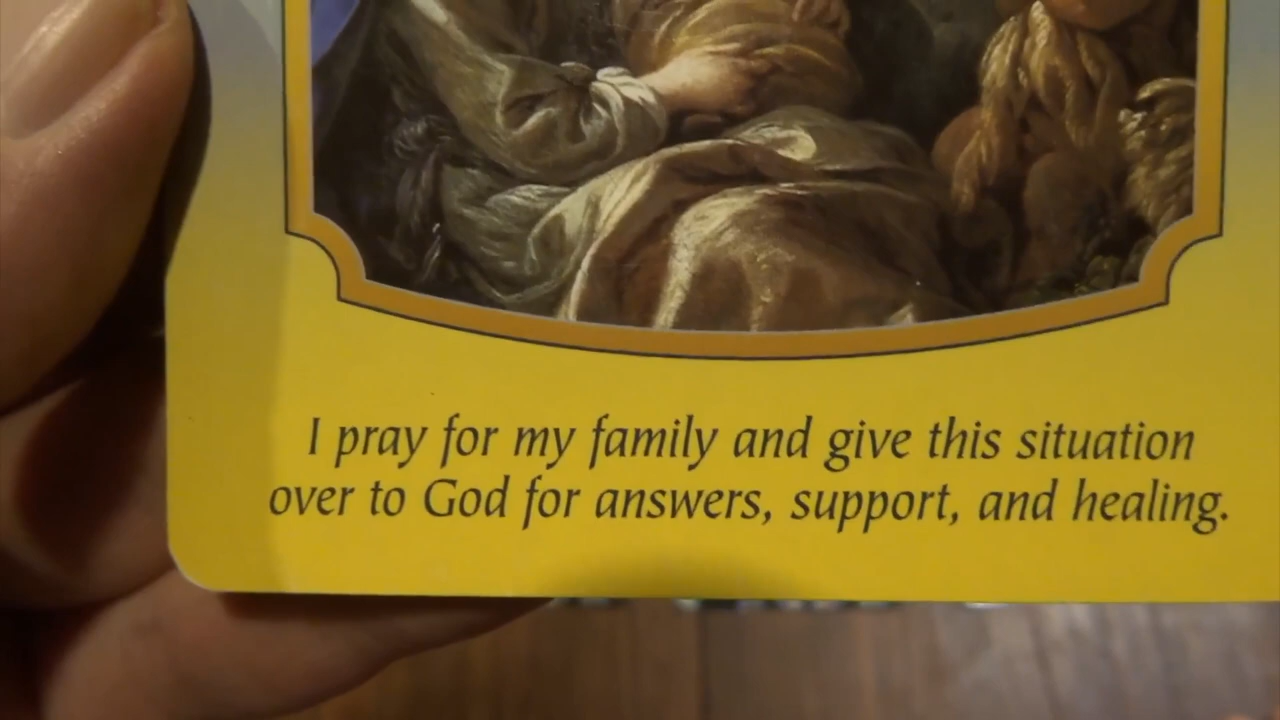 I pray for my family and give this situation
over to God for answers, support, and healing.